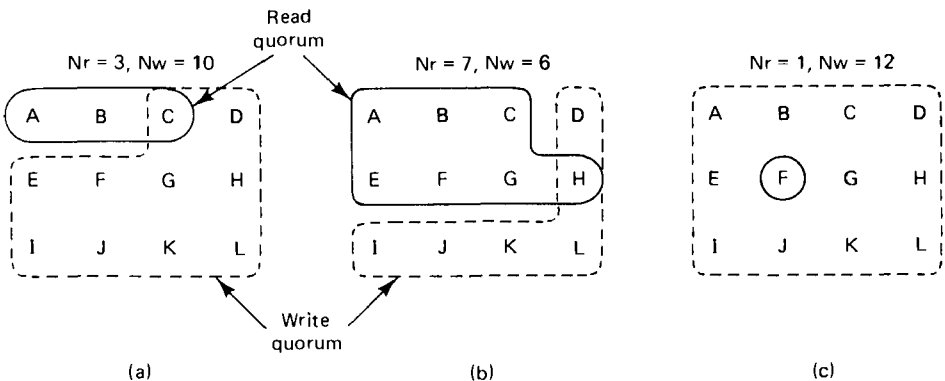 Read
quorum
Nr = 3, Nw = 10
Nr = 7, Nw = 6
Nr = 1, Nw = 12
A B C D
E F G H
I J K L
A B C D
E F G H
I J K L
A B C D
E F G H
I J K L
Write
quorum
(a)
(b)
(c)